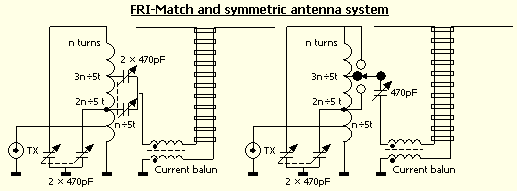 FRI-Match and symmetric antenna system
n turns
2 × 470pF
3n÷5t
2n÷5 t
n÷5t
TX
Current balun
2 × 470pF
n turns
3n÷5t
470pF
2n÷5 t
n÷5t
TX
Current balun
2 × 470pF